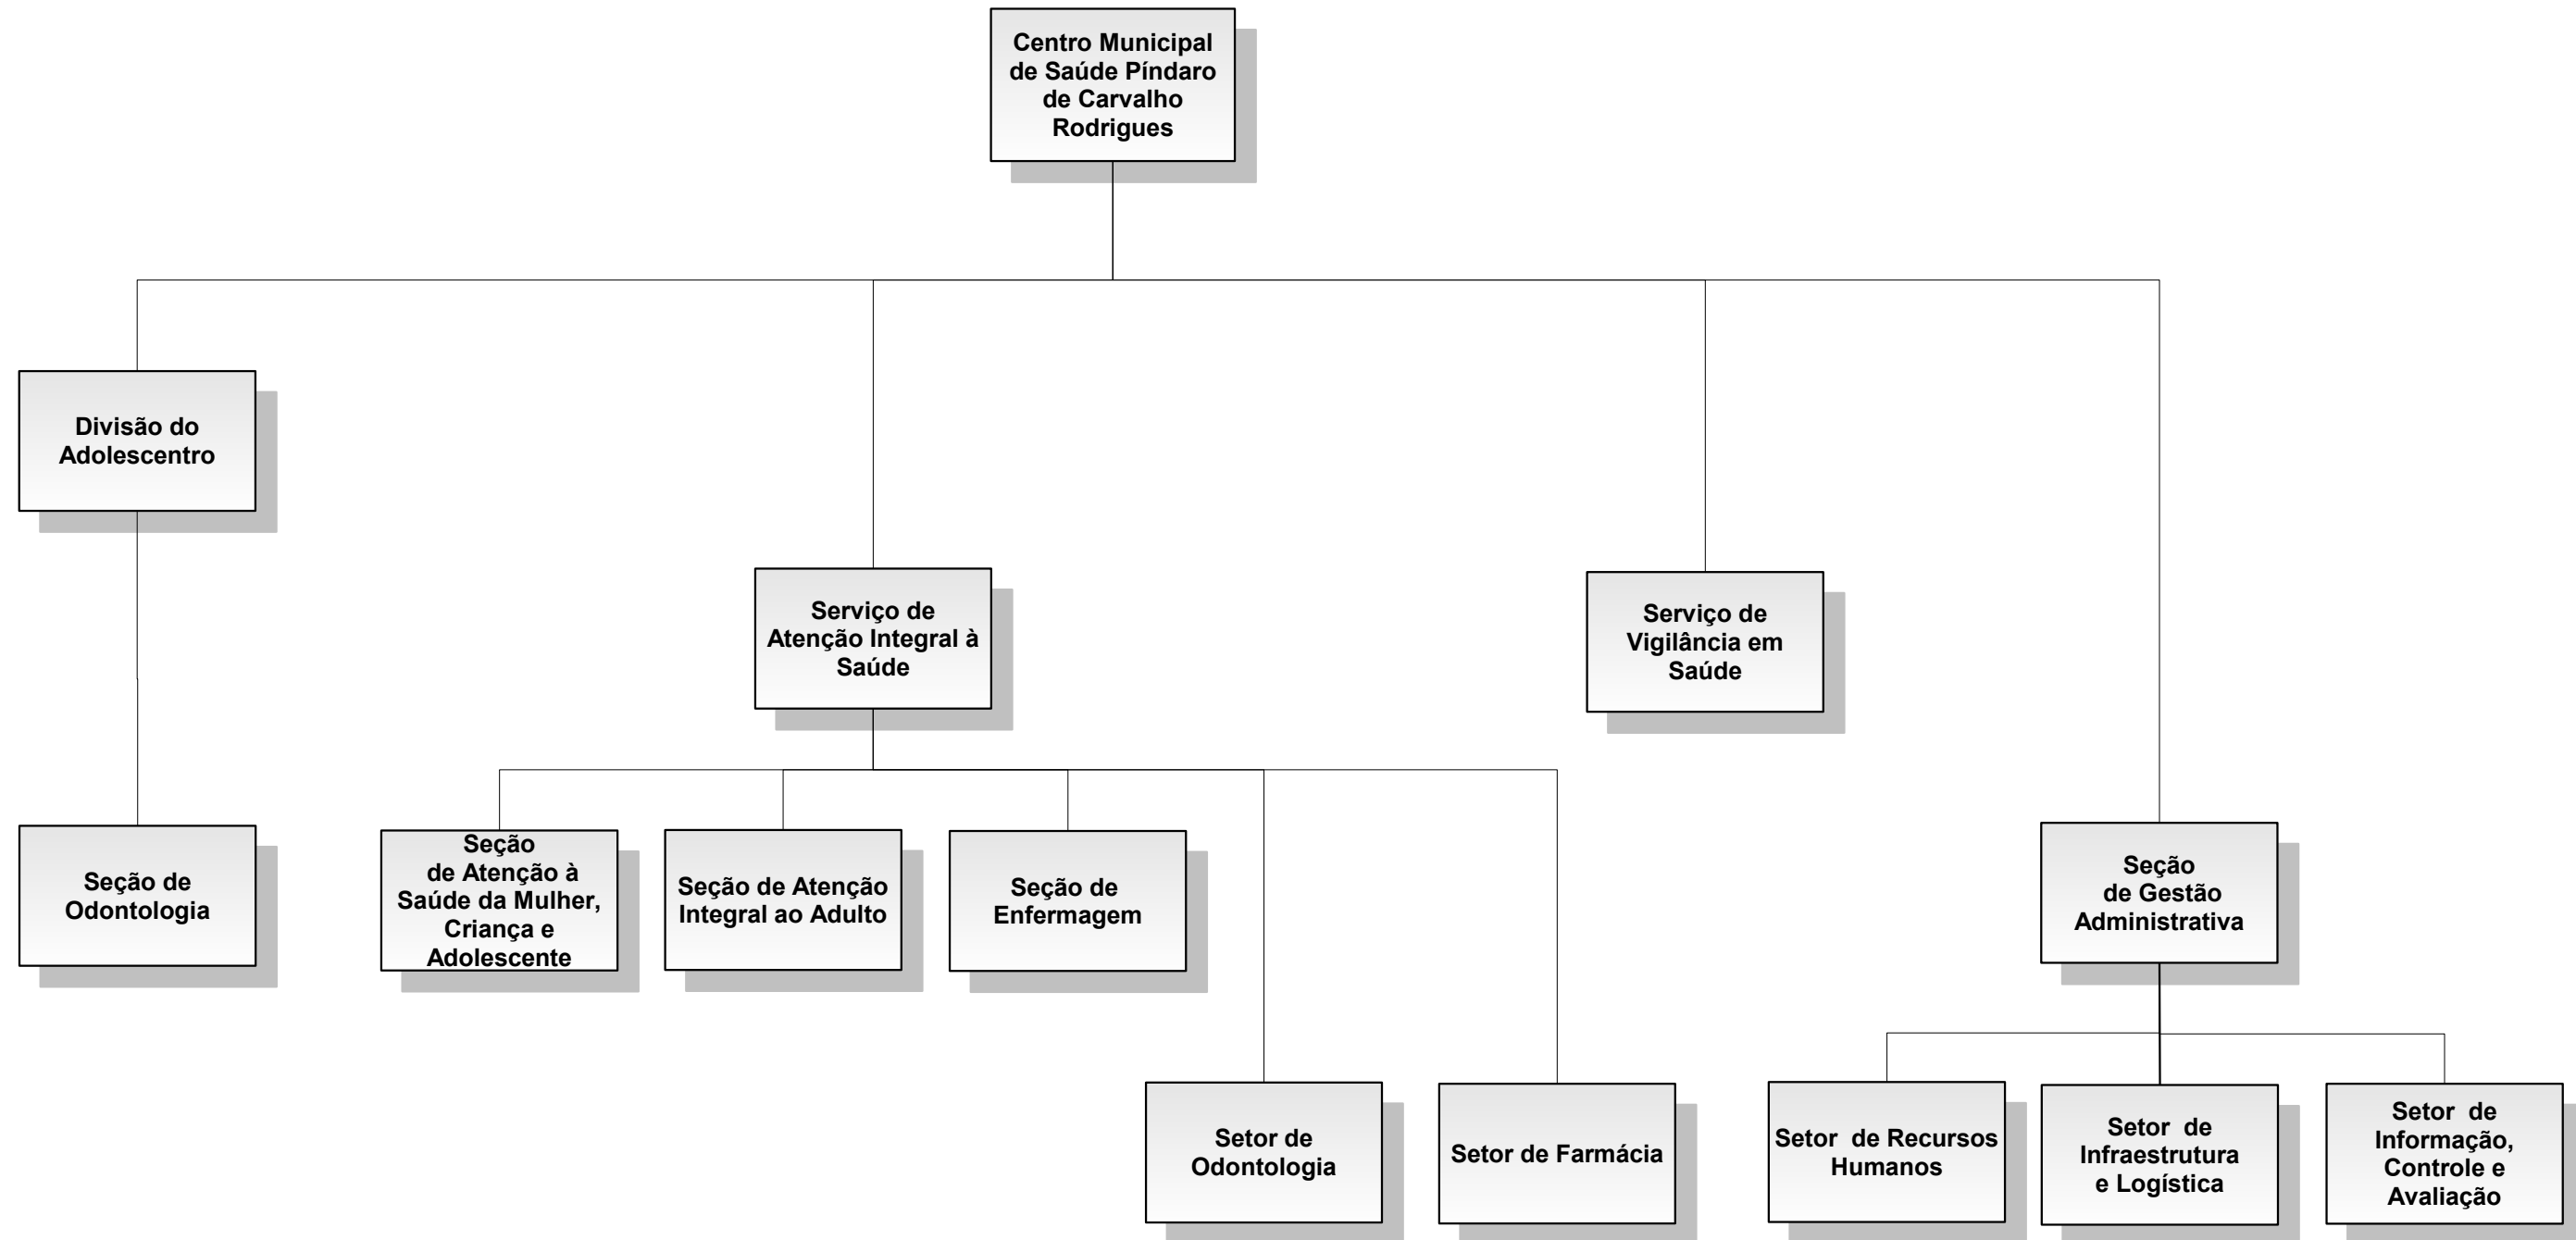 Centro Municipal
de Saúde Píndaro
de Carvalho
Rodrigues
Divisão do
Adolescentro
Serviço de
Atenção Integral à
Saúde
Serviço de
Vigilância em
Saúde
Seção de
Odontologia
Seção
de Atenção à
Saúde da Mulher,
Criança e
Adolescente
Seção de Atenção
Integral ao Adulto
Seção de
Enfermagem
Seção
de Gestão
Administrativa
Setor de
Odontologia
Setor de Farmácia
Setor de Recursos
Humanos
Setor de
Infraestrutura
e Logística
Setor de
Informação,
Controle e
Avaliação